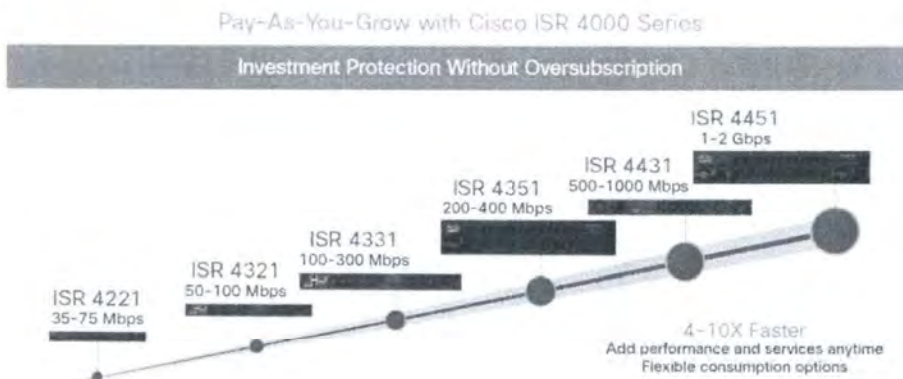 Pay-As-You-Grow with Cisco ISR 4000 Series
Investment Protection Without Oversubscription
ISR 4451
1-2 Gbps
ISR 4431
500-1000 Mbps
ISR 4351
200-400 Mbps
ISR 4331
100-300 Mbps
ISR 4321
50-100 Mbps
ISR 4221
35-75 Mbps
4-10X Faster
Add performance and services anytime
Flexible consumption options